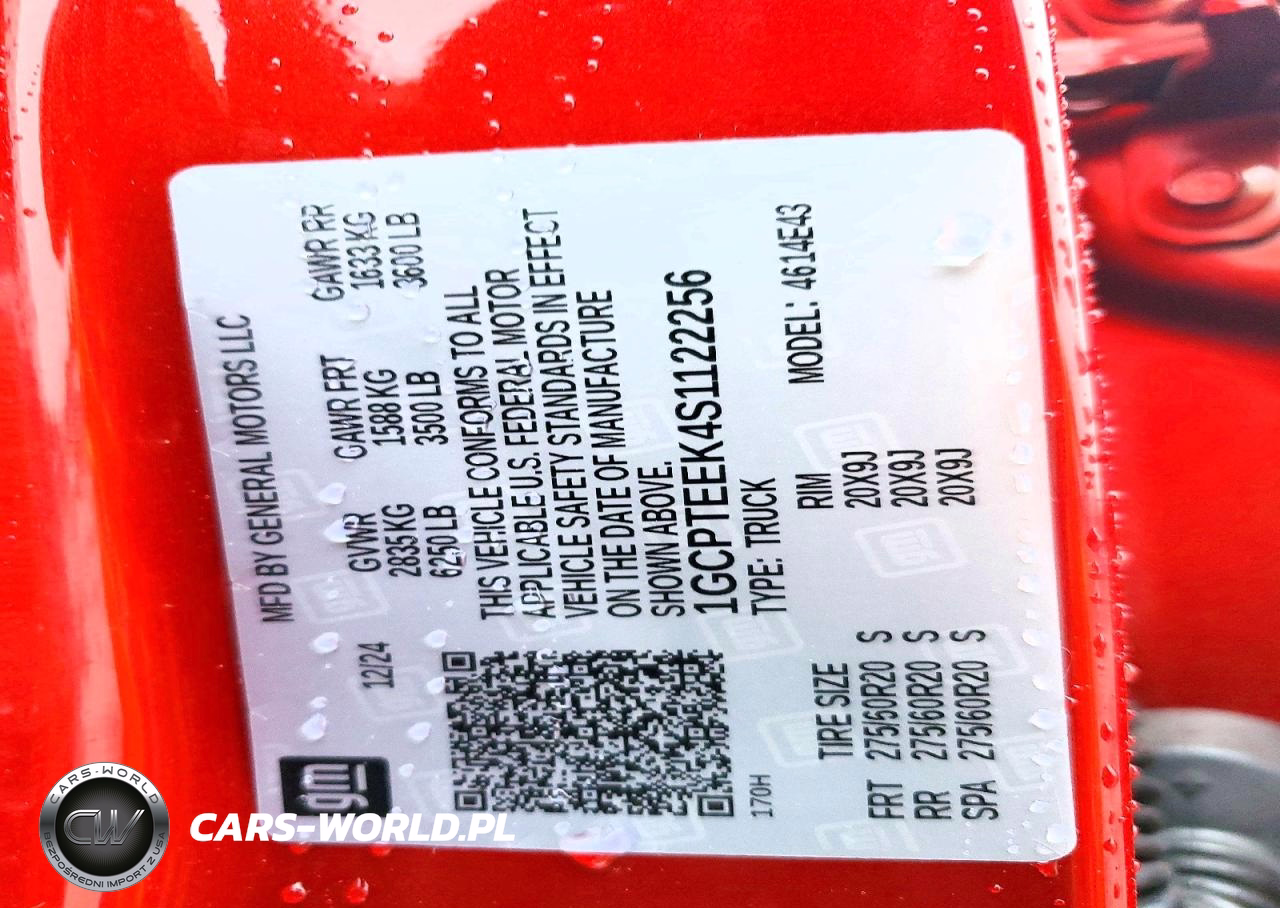 MFD BY GENERAL MOTORS LLC
gm
12/24
GVWR GAWR FRT GAWR RR
2835 KG 1588 KG 1633 KG
6250 LB 3500 LB 3600 LB
THIS VEHICLE CONFORMS TO ALL
APPLICABLE U.S. FEDERAL MOTOR
VEHICLE SAFETY STANDARDS IN EFFECT
ON THE DATE OF MANUFACTURE
SHOWN ABOVE.
1GCPTEEK4S1122256
TYPE: TRUCK
170H
MODEL: 4614E43
TIRE SIZE RIM
FRT 275/60R20 S 20X9J
RR 275/60R20 S 20X9J
SPA 275/60R20 S 20X9J
CARS-WORLD
CW
BEZPOŚREDNI IMPORT Z USA
CARS-WORLD.PL